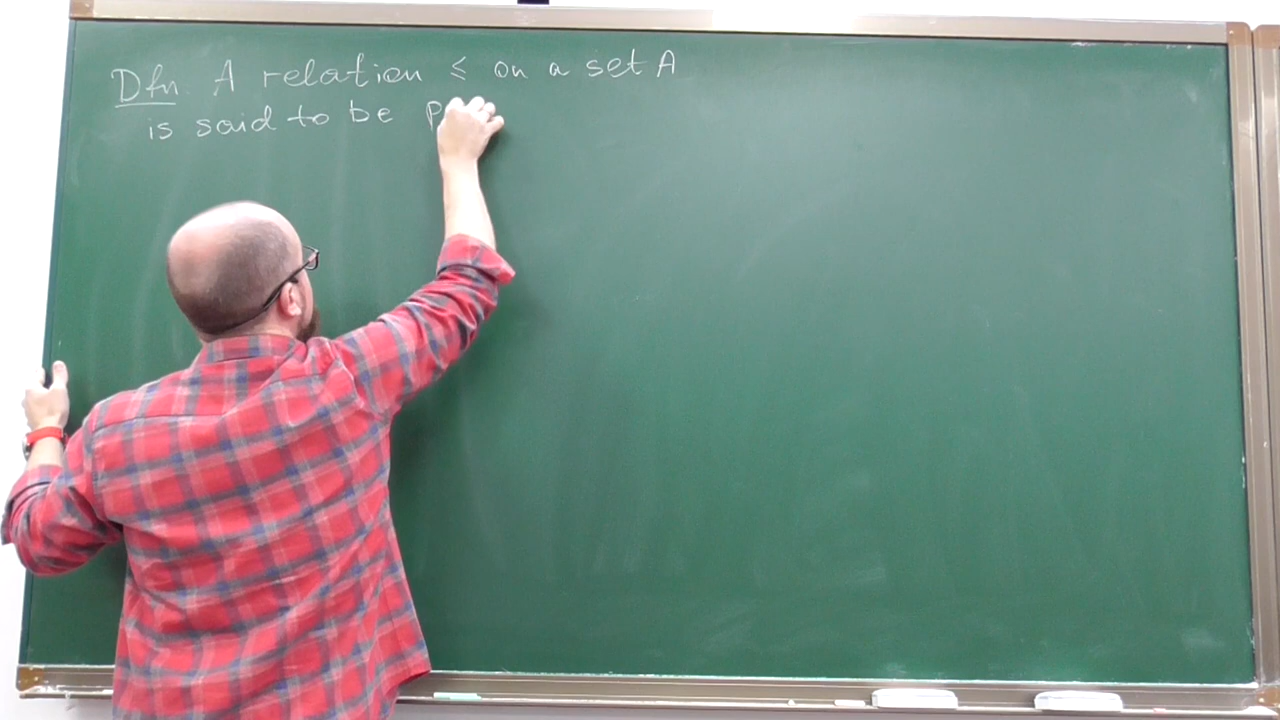 Dfn. A relation ≤ on a set A
is said to be